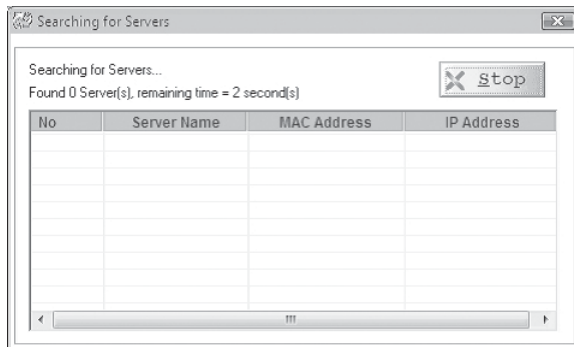 Searching for Servers
Searching for Servers...
Stop
Found 0 Server(s), remaining time = 2 second(s)
No Server Name MAC Address IP Address